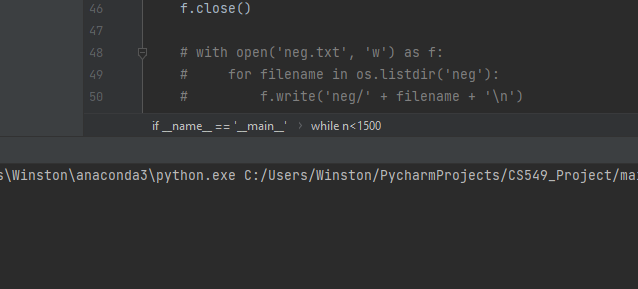 46 f.close()
47
48 # with open('neg.txt', 'w') as f:
49 #     for filename in os.listdir('neg'):
50 #         f.write('neg/' + filename + '\n')
if __name__ == '__main__' › while n<1500
s\Winston\anaconda3\python.exe C:/Users/Winston/PycharmProjects/CS549_Project/ma